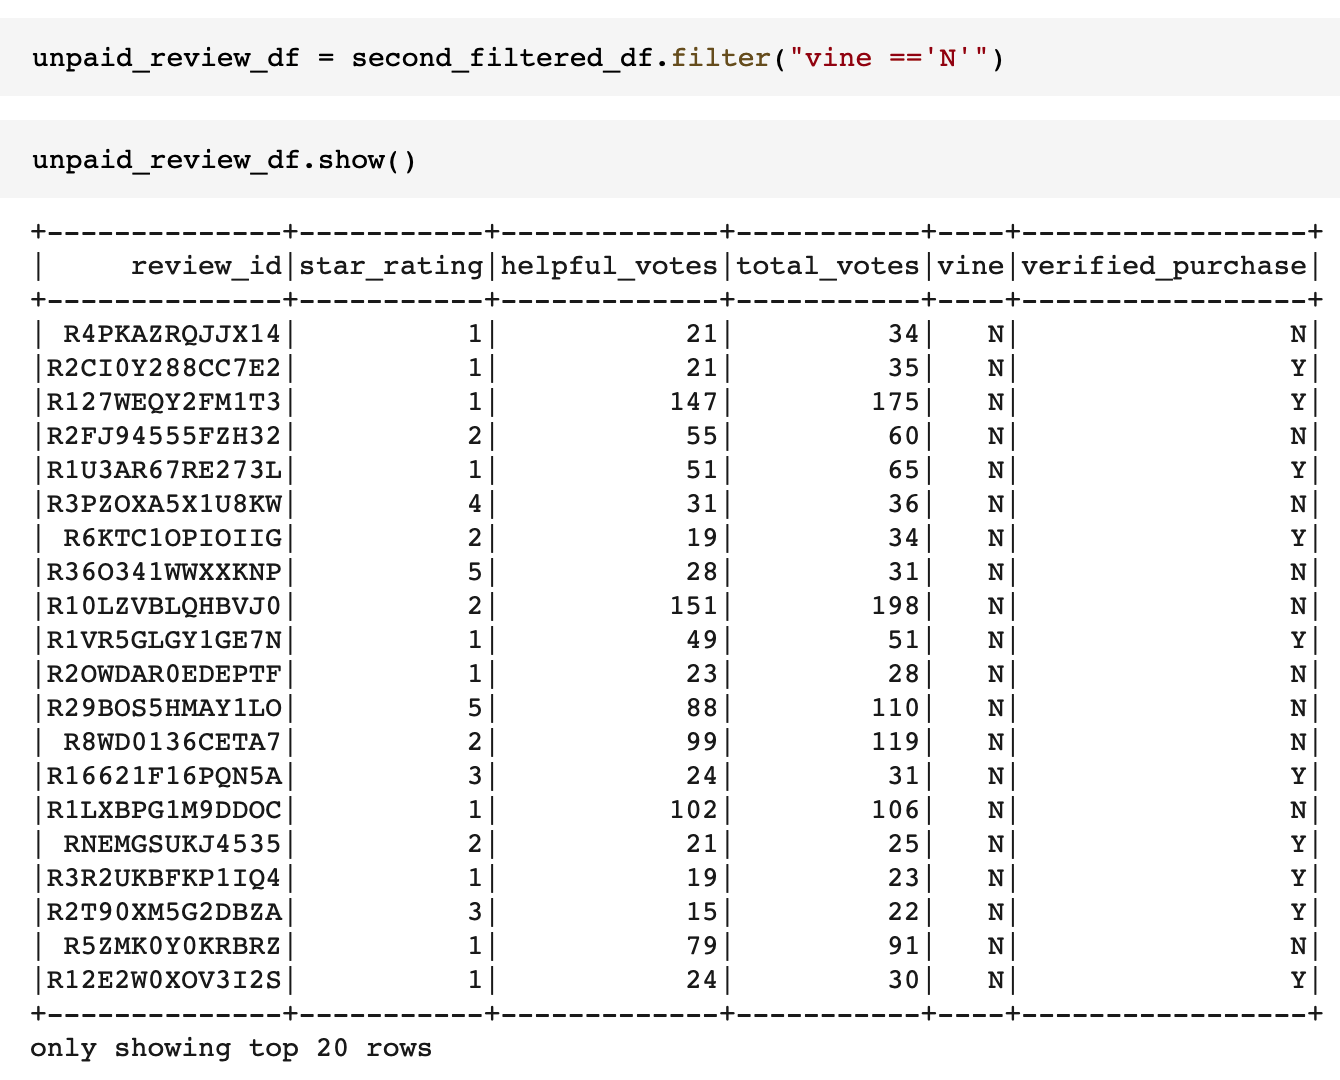 unpaid_review_df = second_filtered_df.filter("vine =='N'")
unpaid_review_df.show()
+--------------+-----------+-------------+-----------+----+-----------------+
|     review_id|star_rating|helpful_votes|total_votes|vine|verified_purchase|
+--------------+-----------+-------------+-----------+----+-----------------+
| R4PKAZRQJJX14|          1|           21|         34|   N|                N|
|R2CI0Y288CC7E2|          1|           21|         35|   N|                Y|
|R127WEQY2FM1T3|          1|          147|        175|   N|                Y|
|R2FJ94555FZH32|          2|           55|         60|   N|                N|
|R1U3AR67RE273L|          1|           51|         65|   N|                Y|
|R3PZOXA5X1U8KW|          4|           31|         36|   N|                N|
| R6KTC1OPIOIIG|          2|           19|         34|   N|                Y|
|R36O341WWXXKNP|          5|           28|         31|   N|                N|
|R10LZVBLQHBVJ0|          2|          151|        198|   N|                N|
|R1VR5GLGY1GE7N|          1|           49|         51|   N|                Y|
|R2OWDAR0EDEPTF|          1|           23|         28|   N|                N|
|R29BOS5HMAY1LO|          5|           88|        110|   N|                N|
| R8WD0136CETA7|          2|           99|        119|   N|                N|
|R16621F16PQN5A|          3|           24|         31|   N|                Y|
|R1LXBPG1M9DDOC|          1|          102|        106|   N|                N|
| RNEMGSUKJ4535|          2|           21|         25|   N|                Y|
|R3R2UKBFKP1IQ4|          1|           19|         23|   N|                Y|
|R2T90XM5G2DBZA|          3|           15|         22|   N|                Y|
| R5ZMK0Y0KRBRZ|          1|           79|         91|   N|                N|
|R12E2W0XOV3I2S|          1|           24|         30|   N|                Y|
+--------------+-----------+-------------+-----------+----+-----------------+
only showing top 20 rows